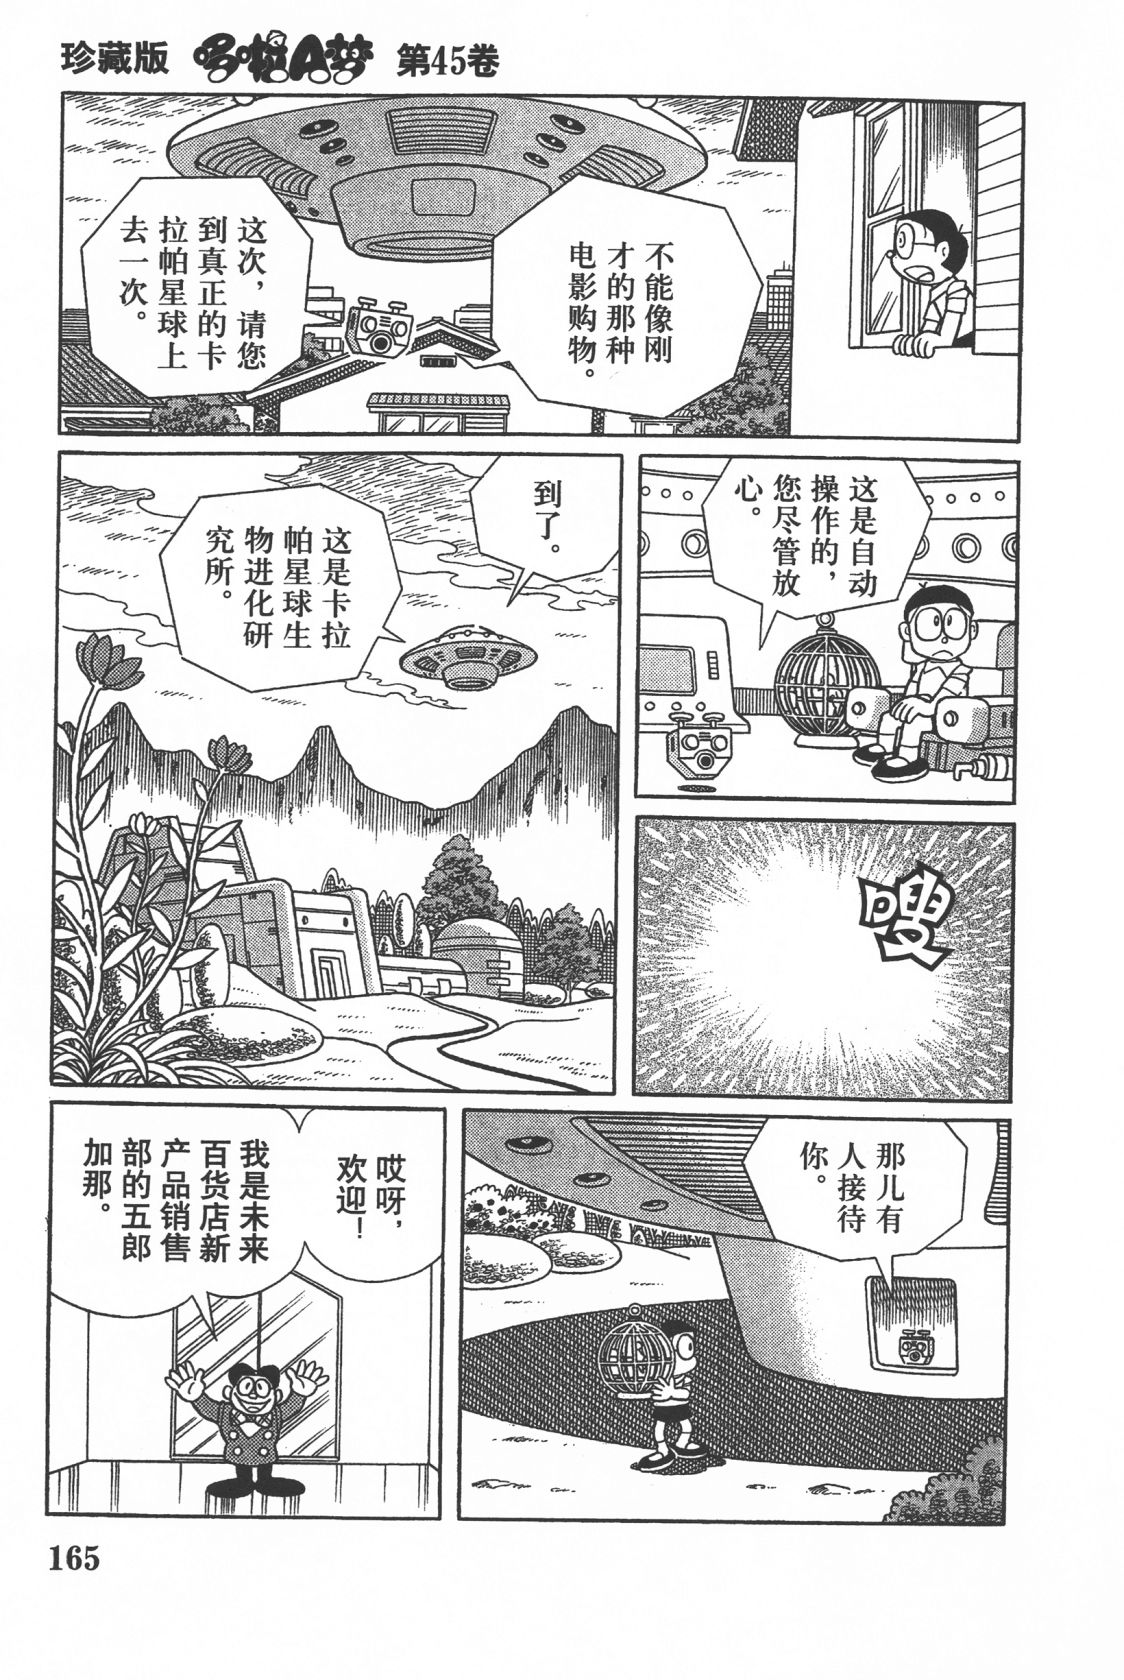 珍藏版 哆啦A梦 第45卷
不能像刚
才的那种
电影购物。
这次，请您
到真正的卡
拉帕星球上
去一次。
这是自动
操作的，
您尽管放
心。
嗖
到了。
这是卡拉
帕星球生
物进化研
究所。
那儿有
人接待
你。
哎呀，
欢迎！
我是未来
百货店新
产品销售
部的五郎
加那。
165